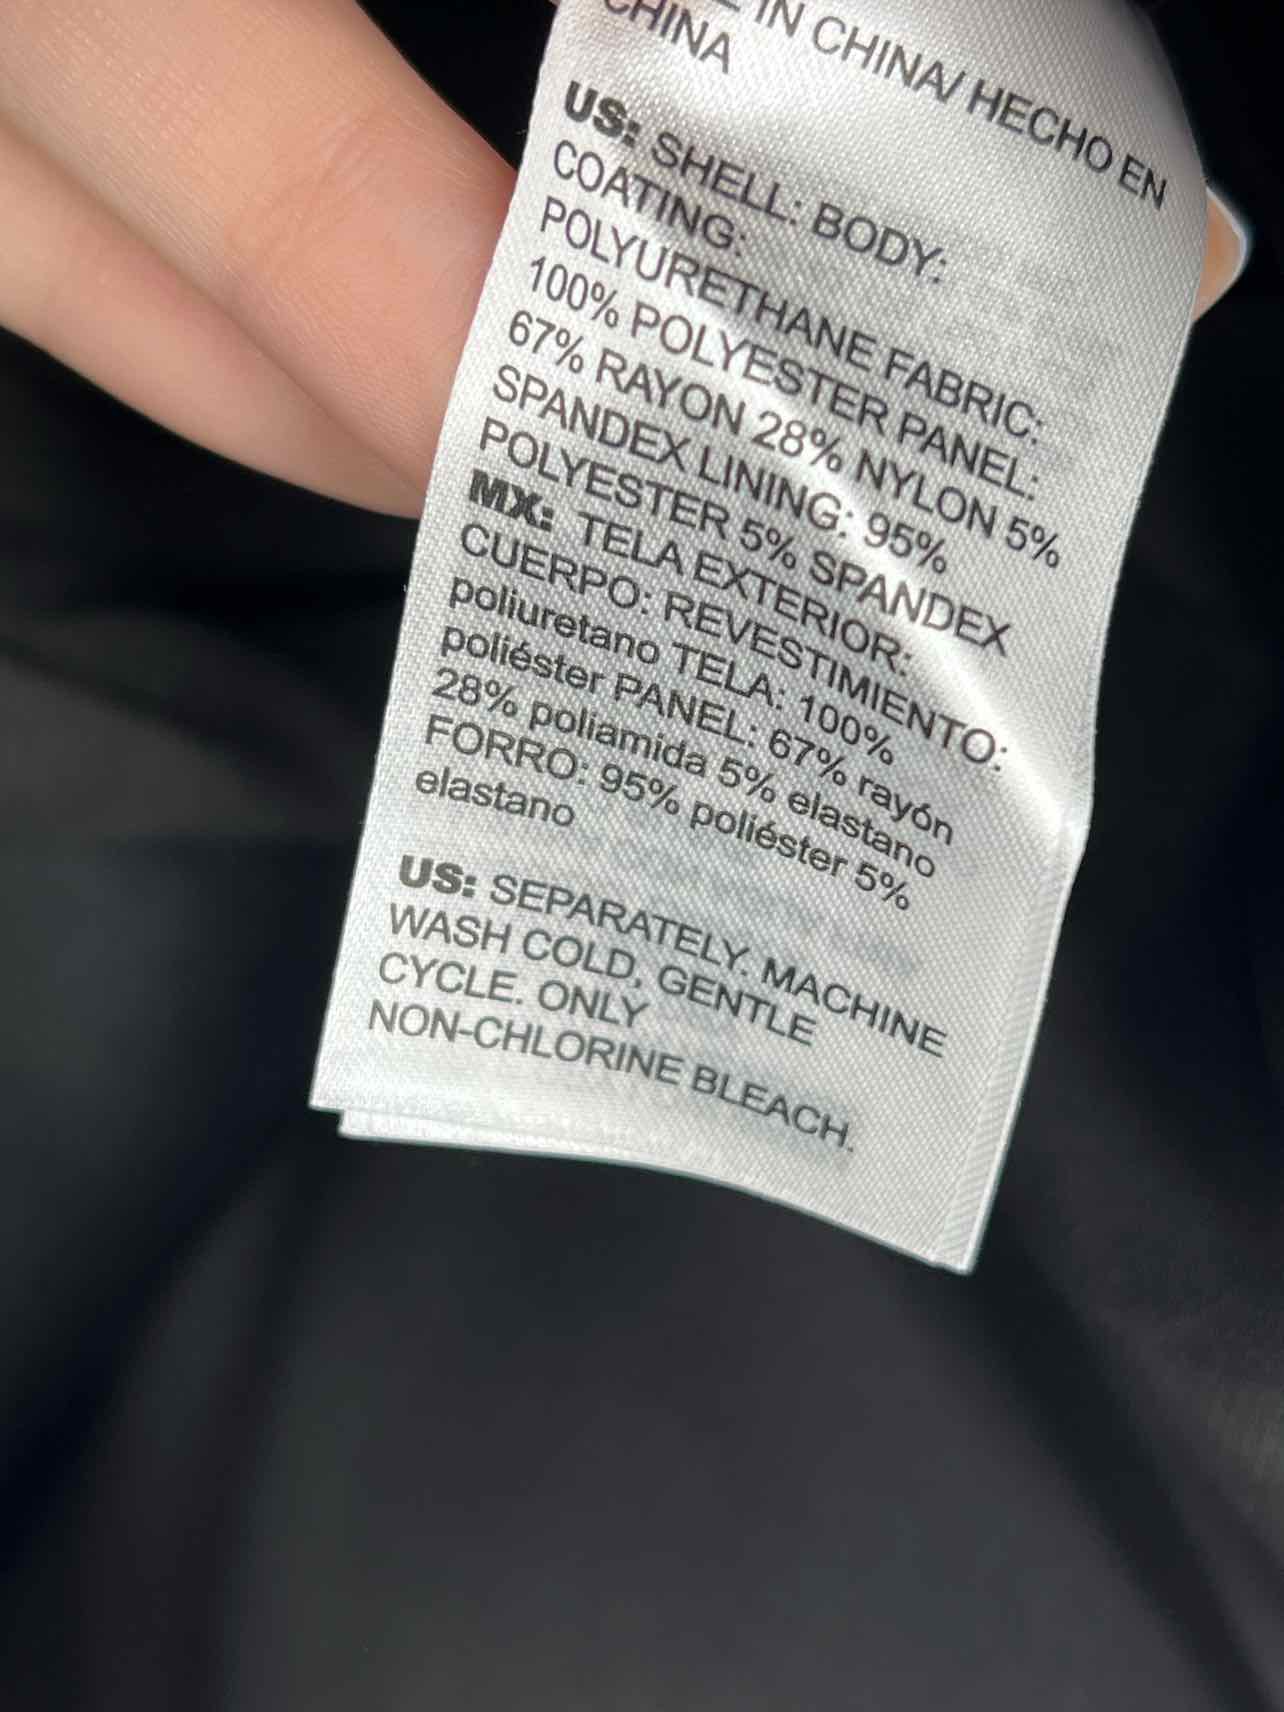 IN CHINA/ HECHO EN
CHINA
US: SHELL: BODY:
COATING:
POLYURETHANE FABRIC:
100% POLYESTER PANEL:
67% RAYON 28% NYLON 5%
SPANDEX LINING: 95%
POLYESTER 5% SPANDEX
MX: TELA EXTERIOR:
CUERPO: REVESTIMIENTO:
poliuretano TELA: 100%
poliéster PANEL: 67% rayón
28% poliamida 5% elastano
FORRO: 95% poliéster 5%
elastano
US: SEPARATELY. MACHINE
WASH COLD, GENTLE
CYCLE. ONLY
NON-CHLORINE BLEACH.